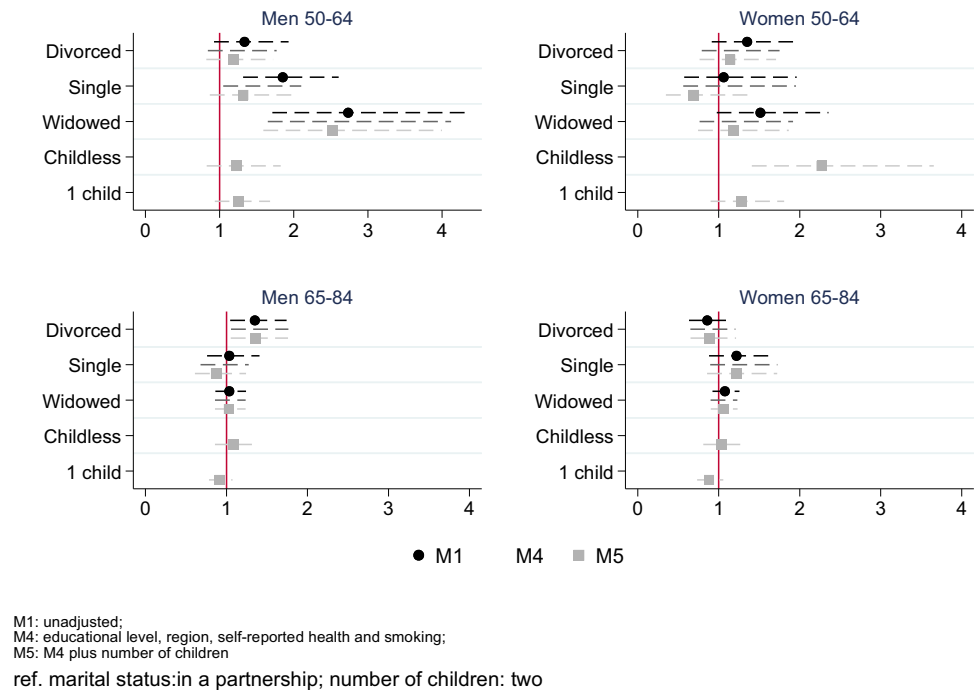 Men 50-64
Divorced
Single
Widowed
Childless
1 child
0 1 2 3 4
Women 50-64
Divorced
Single
Widowed
Childless
1 child
0 1 2 3 4
Men 65-84
Divorced
Single
Widowed
Childless
1 child
0 1 2 3 4
Women 65-84
Divorced
Single
Widowed
Childless
1 child
0 1 2 3 4
M1 M4 M5
M1: unadjusted;
M4: educational level, region, self-reported health and smoking;
M5: M4 plus number of children
ref. marital status:in a partnership; number of children: two